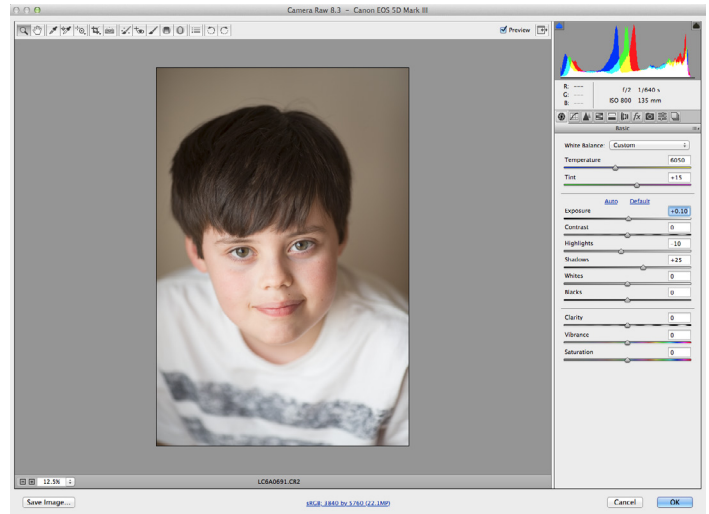 Camera Raw 8.3 - Canon EOS 5D Mark III
Preview
R: ---
G: ---
B: ---
f/2 1/640 s
ISO 800 135 mm
fx
Basic
White Balance: Custom
Temperature 6050
Tint +15
Auto Default
Exposure +0.10
Contrast 0
Highlights -10
Shadows +25
Whites 0
Blacks 0
Clarity 0
Vibrance 0
Saturation 0
12.5% LC6A0691.CR2
Save Image... sRGB; 3840 by 5760 (22.1MP) Cancel OK